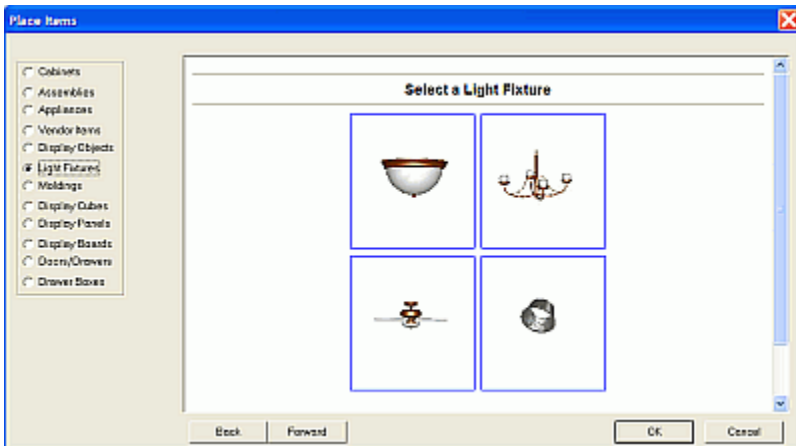 Place Items
Cabinets
Assemblies
Appliances
Vendor Items
Display Objects
Light Fixtures
Moldings
Display Cubes
Display Panels
Display Boards
Doors/Drawers
Drawer Boxes
Select a Light Fixture
Back
Forward
OK
Cancel